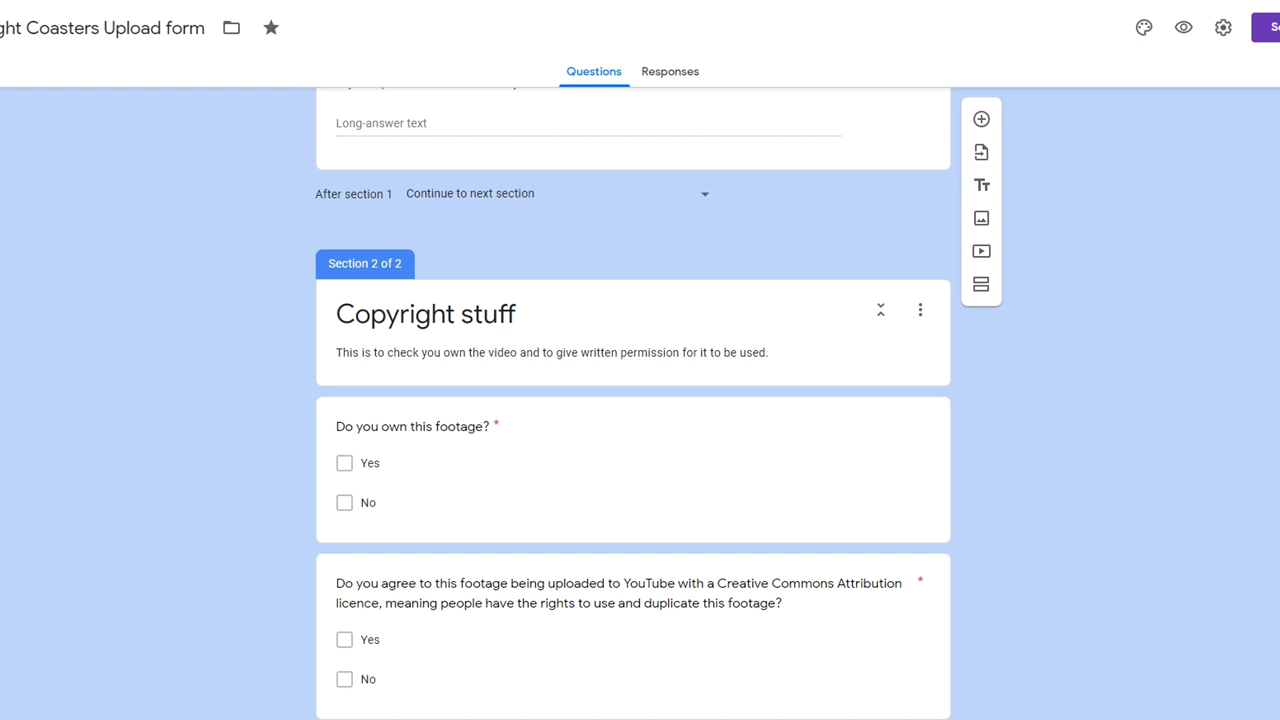 ght Coasters Upload form
Questions
Responses
Long-answer text
After section 1
Continue to next section
Section 2 of 2
Copyright stuff
This is to check you own the video and to give written permission for it to be used.
Do you own this footage? *
Yes
No
Do you agree to this footage being uploaded to YouTube with a Creative Commons Attribution *
licence, meaning people have the rights to use and duplicate this footage?
Yes
No